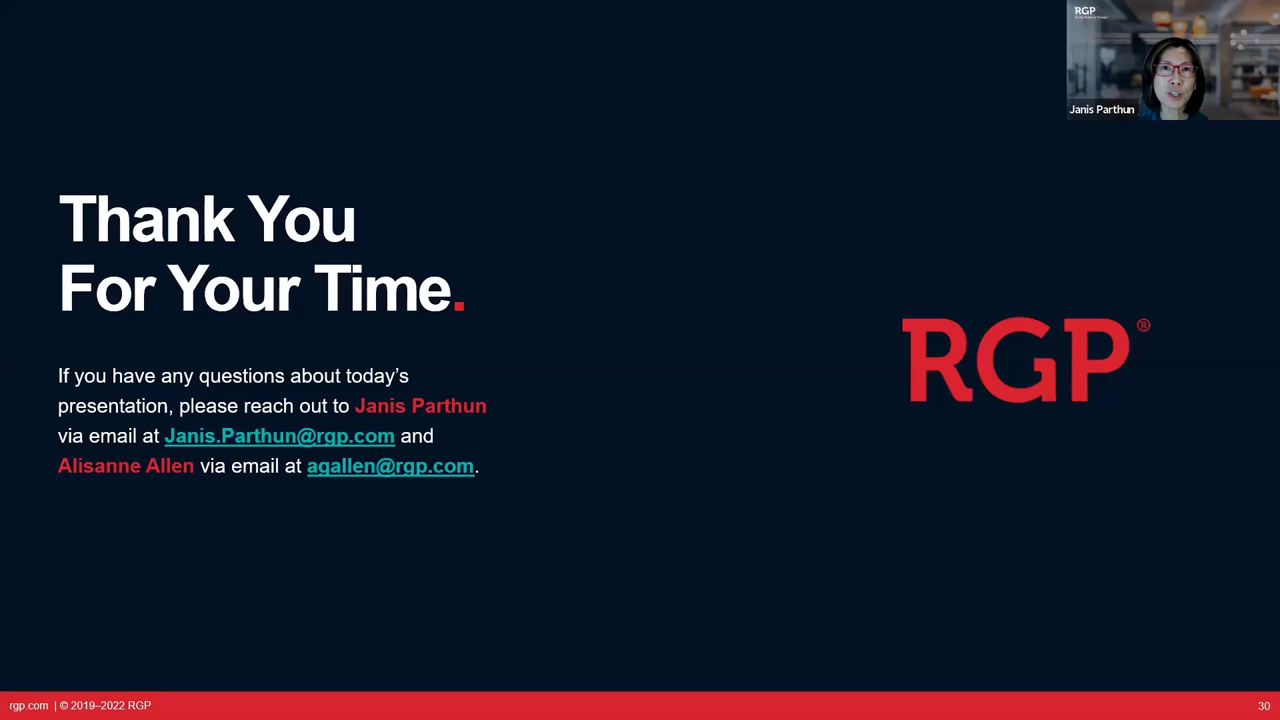 RGP
Janis Parthun
Thank You
For Your Time.
If you have any questions about today’s
presentation, please reach out to Janis Parthun
via email at Janis.Parthun@rgp.com and
Alisanne Allen via email at agallen@rgp.com.
RGP®
rgp.com | © 2019–2022 RGP
30